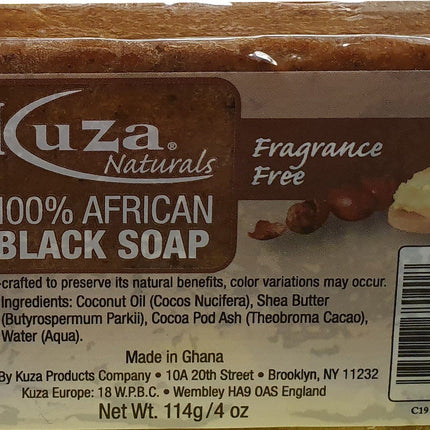 Kuza®
Naturals
Fragrance
Free
100% AFRICAN
BLACK SOAP
-crafted to preserve its natural benefits, color variations may occur.
Ingredients: Coconut Oil (Cocos Nucifera), Shea Butter
(Butyrospermum Parkii), Cocoa Pod Ash (Theobroma Cacao),
Water (Aqua).
Made in Ghana
By Kuza Products Company • 10A 20th Street • Brooklyn, NY 11232
Kuza Europe: 18 W.P.B.C. • Wembley HA9 OAS England
Net Wt. 114g/4 oz
C19